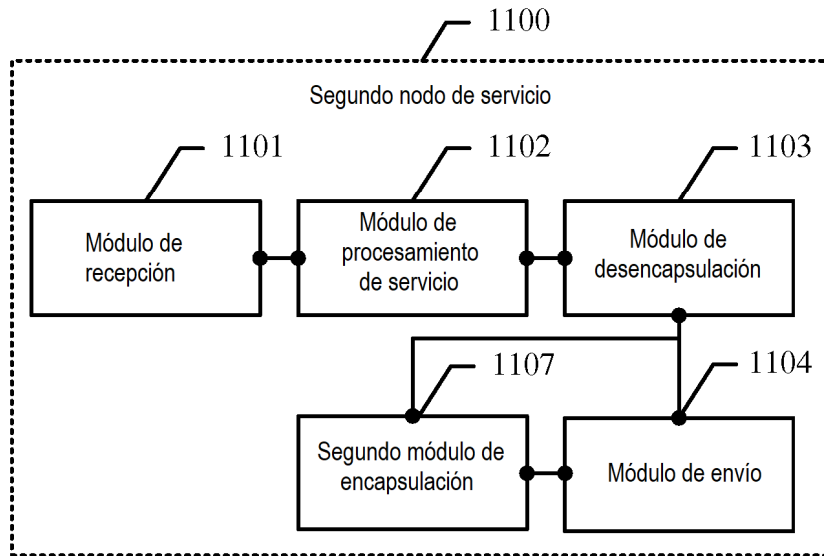 1100
Segundo nodo de servicio
1101
1102
1103
Módulo de
recepción
Módulo de
procesamiento
de servicio
Módulo de
desencapsulación
1107
1104
Segundo módulo de
encapsulación
Módulo de envío